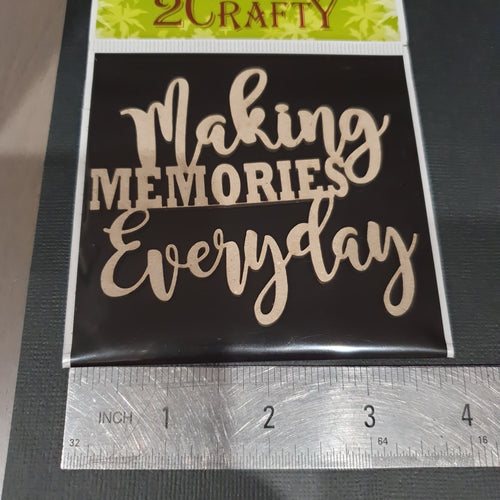 2CRAFTY
Making
MEMORIES
Everyday
INCH 1 2 3 4
32 64 16